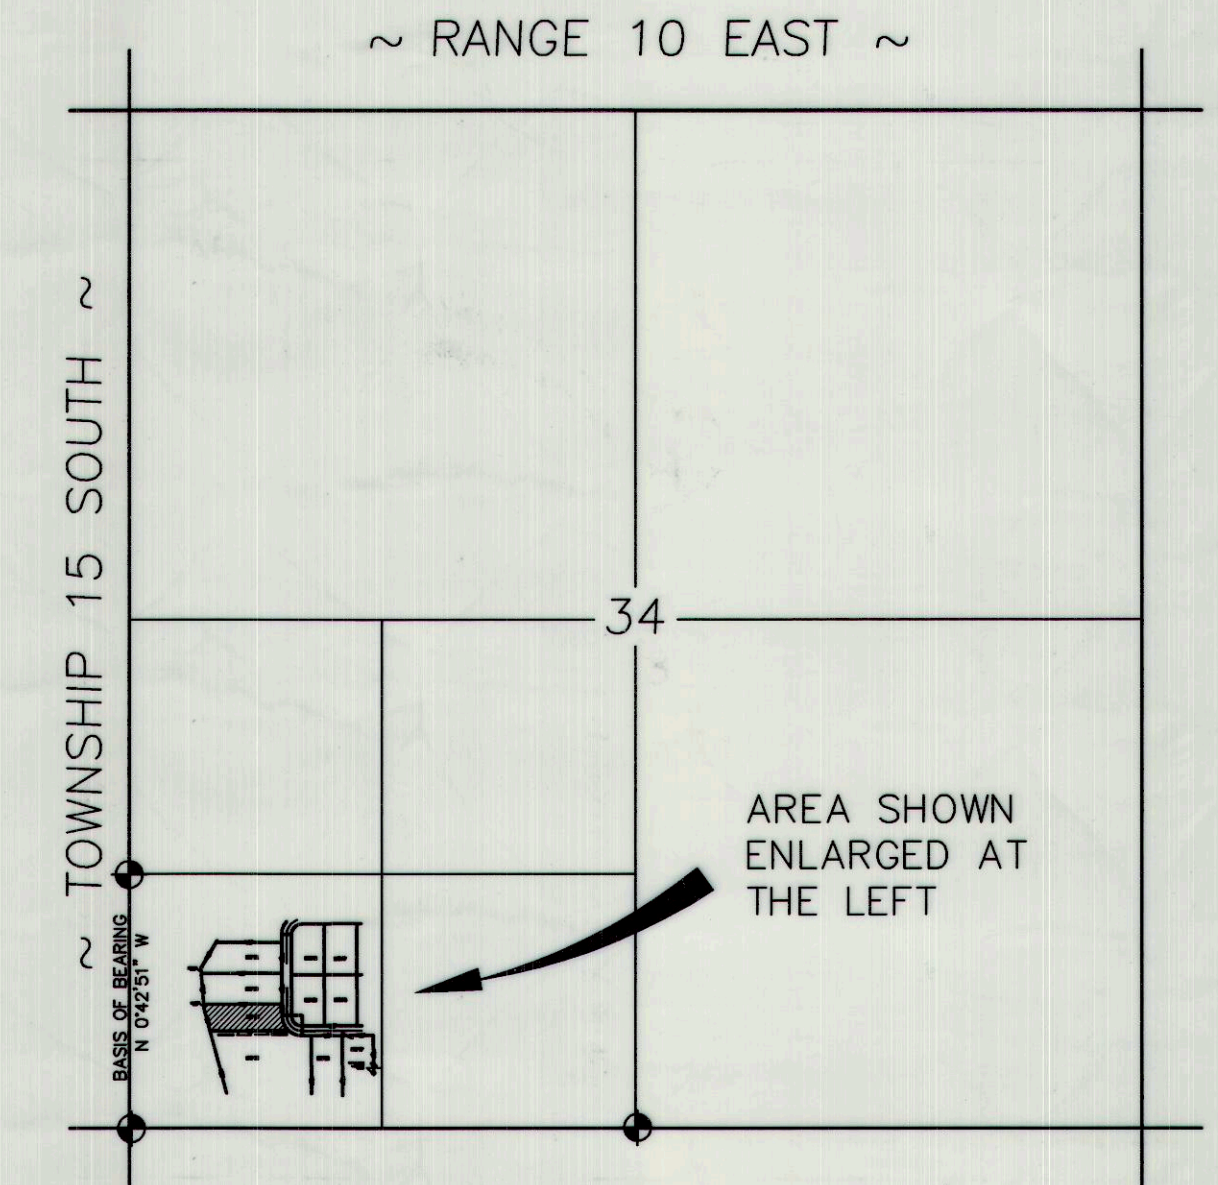 ~ RANGE 10 EAST ~
~ TOWNSHIP 15 SOUTH ~
34
AREA SHOWN
ENLARGED AT
THE LEFT
BASIS OF BEARING
N 0°42'51" W